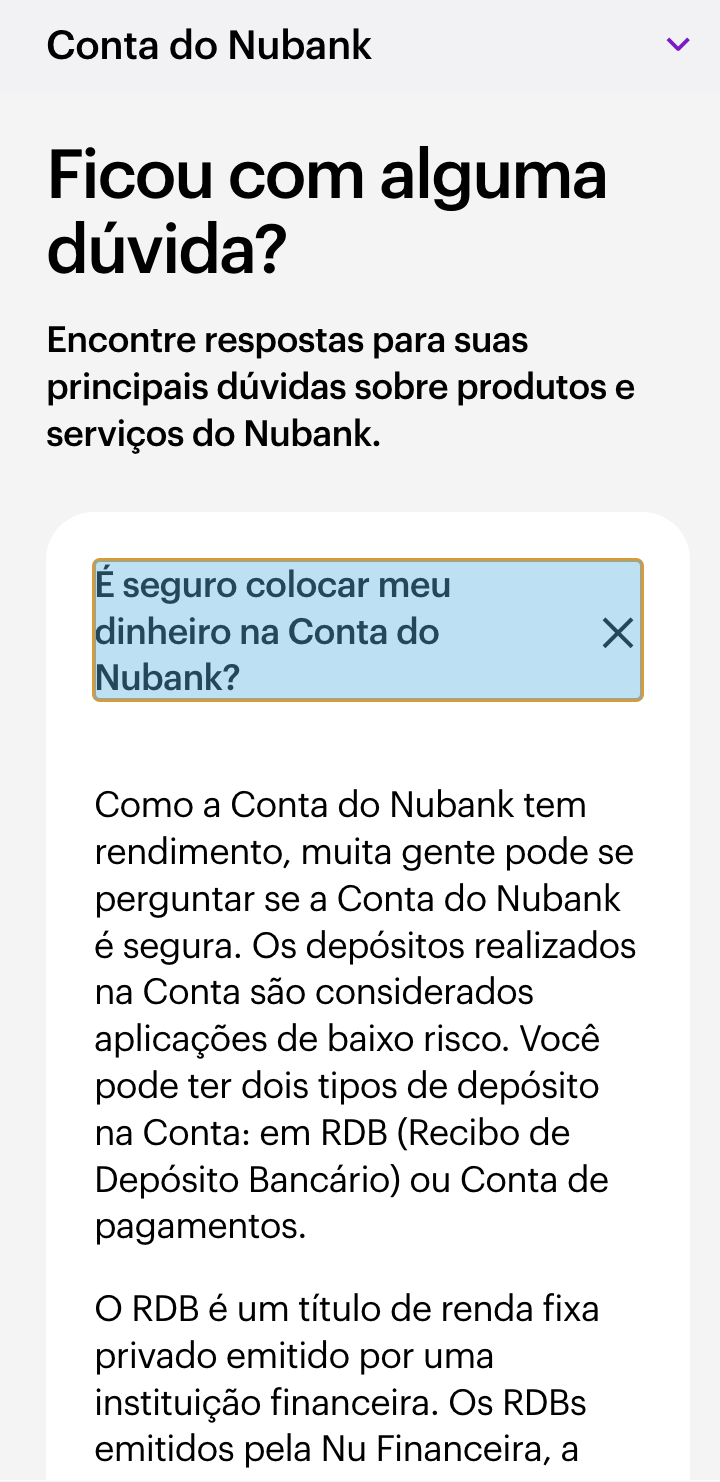 Conta do Nubank
Ficou com alguma
dúvida?
Encontre respostas para suas
principais dúvidas sobre produtos e
serviços do Nubank.
É seguro colocar meu
dinheiro na Conta do
Nubank?
Como a Conta do Nubank tem
rendimento, muita gente pode se
perguntar se a Conta do Nubank
é segura. Os depósitos realizados
na Conta são considerados
aplicações de baixo risco. Você
pode ter dois tipos de depósito
na Conta: em RDB (Recibo de
Depósito Bancário) ou Conta de
pagamentos.
O RDB é um título de renda fixa
privado emitido por uma
instituição financeira. Os RDBs
emitidos pela Nu Financeira, a